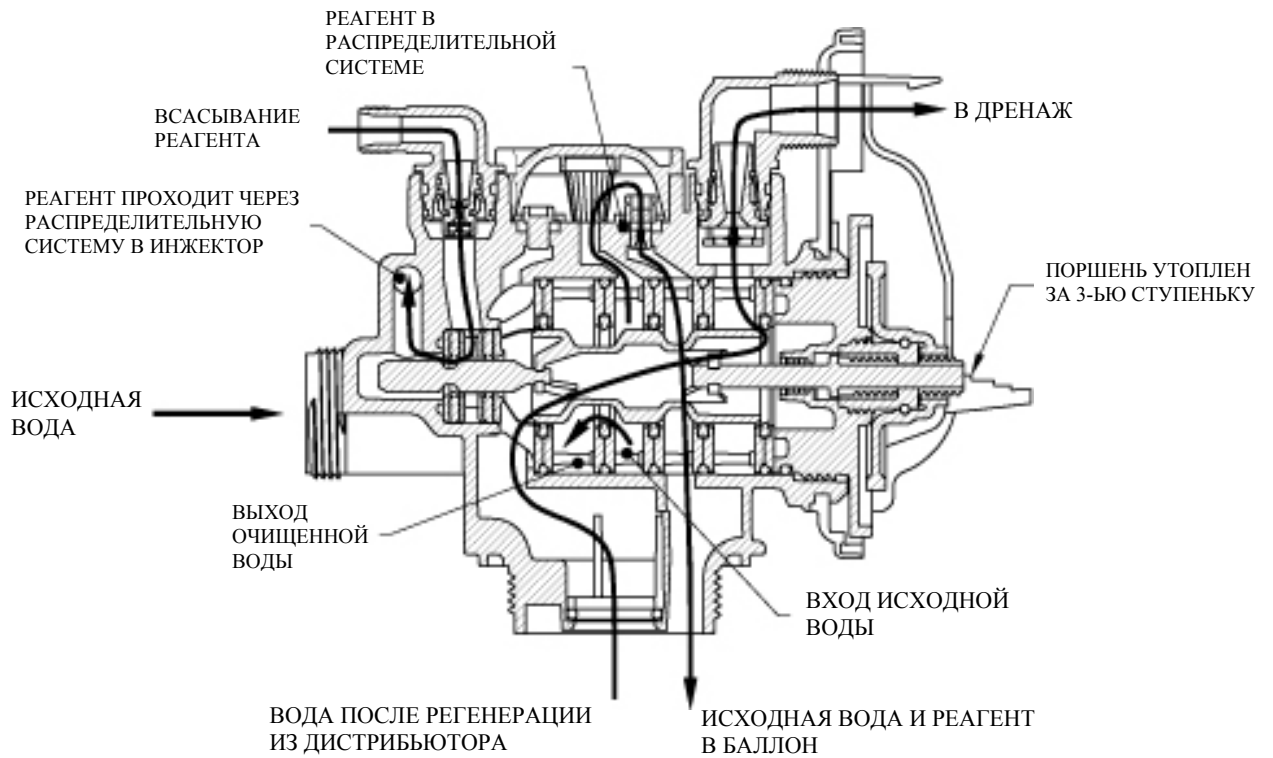 РЕАГЕНТ В
РАСПРЕДЕЛИТЕЛЬНОЙ
СИСТЕМЕ
ВСАСЫВАНИЕ
РЕАГЕНТА
В ДРЕНАЖ
РЕАГЕНТ ПРОХОДИТ ЧЕРЕЗ
РАСПРЕДЕЛИТЕЛЬНУЮ
СИСТЕМУ В ИНЖЕКТОР
ПОРШЕНЬ УТОПЛЕН
ЗА 3-ЬЮ СТУПЕНЬКУ
ИСХОДНАЯ
ВОДА
ВЫХОД
ОЧИЩЕННОЙ
ВОДЫ
ВХОД ИСХОДНОЙ
ВОДЫ
ВОДА ПОСЛЕ РЕГЕНЕРАЦИИ
ИЗ ДИСТРИБЬЮТОРА
ИСХОДНАЯ ВОДА И РЕАГЕНТ
В БАЛЛОН